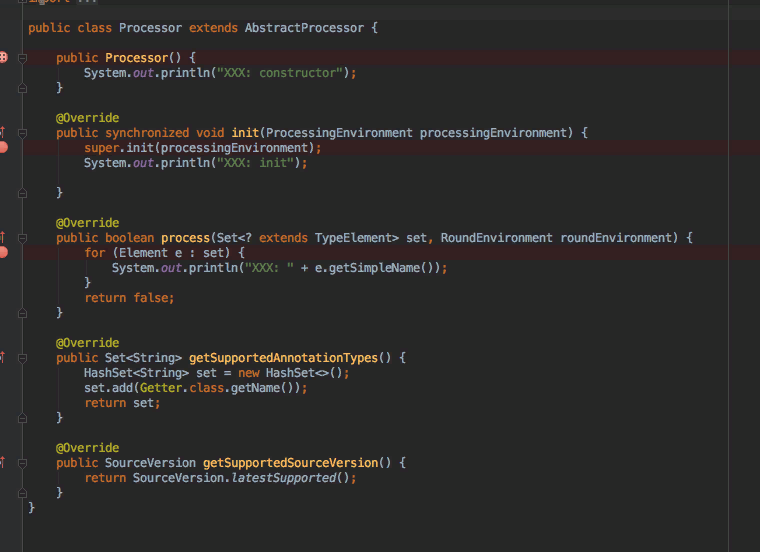 import ...
public class Processor extends AbstractProcessor {
public Processor() {
System.out.println("XXX: constructor");
}
@Override
public synchronized void init(ProcessingEnvironment processingEnvironment) {
super.init(processingEnvironment);
System.out.println("XXX: init");
}
@Override
public boolean process(Set<? extends TypeElement> set, RoundEnvironment roundEnvironment) {
for (Element e : set) {
System.out.println("XXX: " + e.getSimpleName());
}
return false;
}
@Override
public Set<String> getSupportedAnnotationTypes() {
HashSet<String> set = new HashSet<>();
set.add(Getter.class.getName());
return set;
}
@Override
public SourceVersion getSupportedSourceVersion() {
return SourceVersion.latestSupported();
}
}